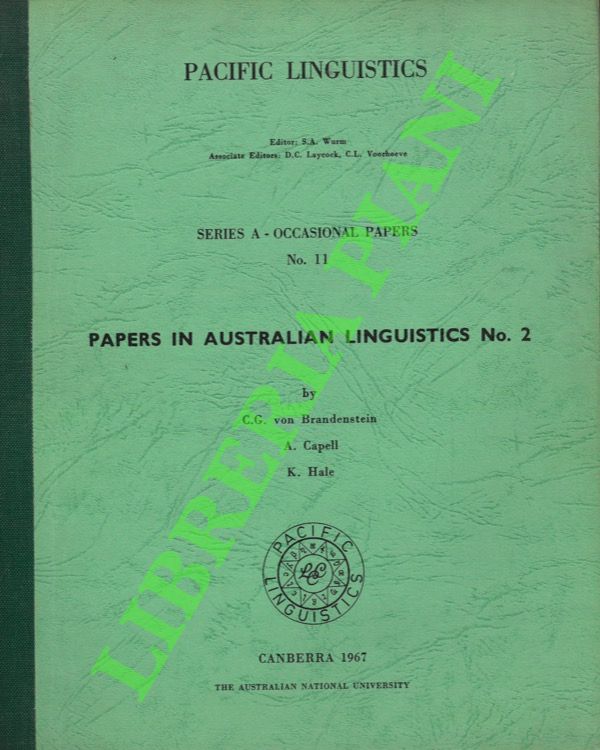 PACIFIC LINGUISTICS
Editor; S.A. Wurm
Associate Editors: D.C. Laycock, C.L. Voorhoeve
SERIES A - OCCASIONAL PAPERS
No. 11
PAPERS IN AUSTRALIAN LINGUISTICS No. 2
by
C.G. von Brandenstein
A. Capell
K. Hale
PACIFIC
LINGUISTICS
CANBERRA 1967
THE AUSTRALIAN NATIONAL UNIVERSITY
LIBRERIA PIANI